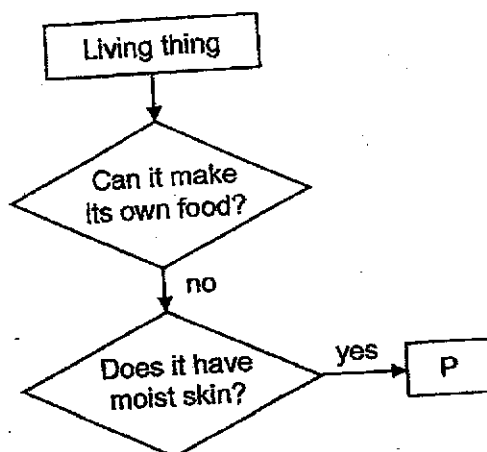 Living thing
Can it make
its own food?
no
Does it have
moist skin?
yes
P